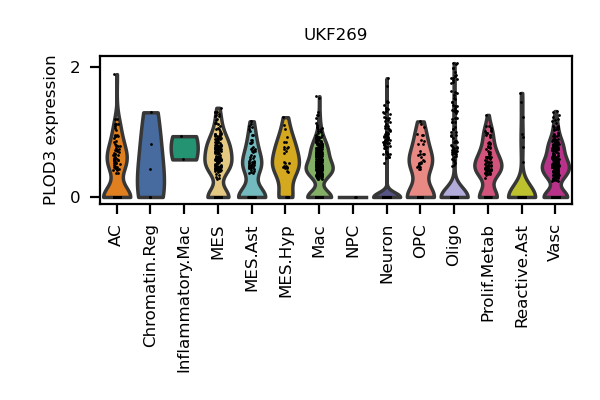 UKF269
PLOD3 expression
2
0
AC
Chromatin.Reg
Inflammatory.Mac
MES
MES.Ast
MES.Hyp
Mac
NPC
Neuron
OPC
Oligo
Prolif.Metab
Reactive.Ast
Vasc